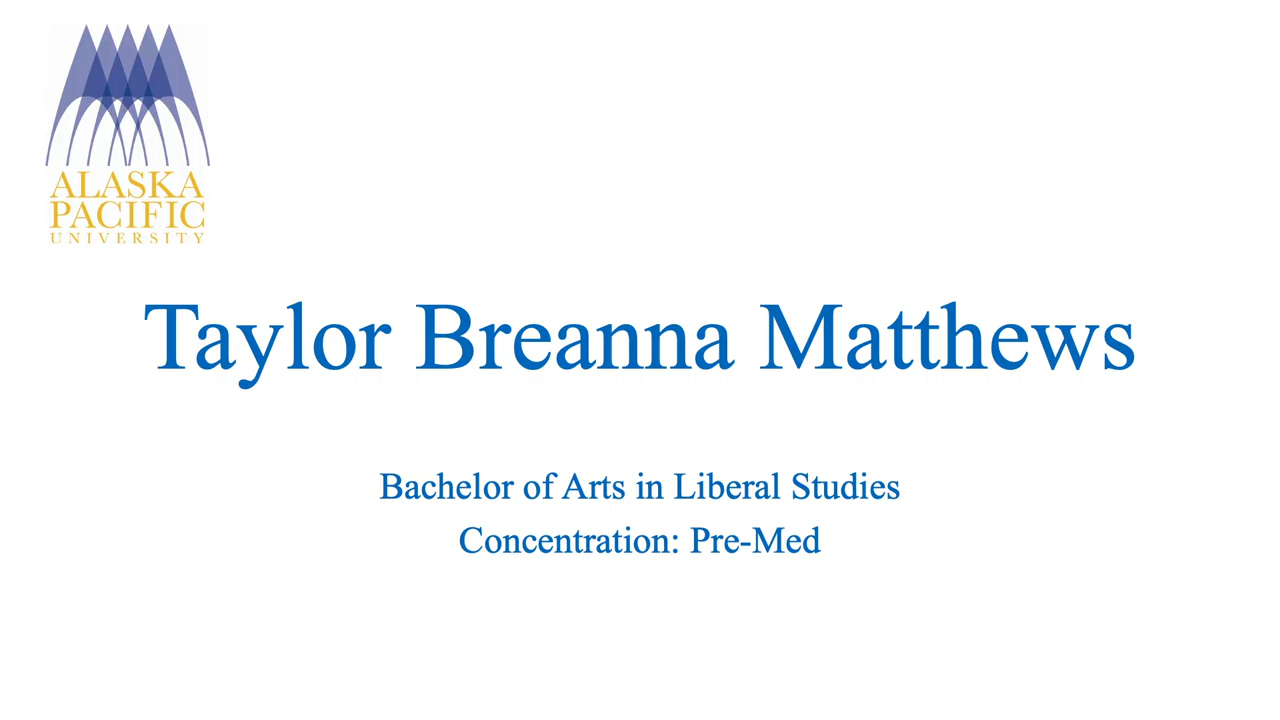 ALASKA
PACIFIC
UNIVERSITY
Taylor Breanna Matthews
Bachelor of Arts in Liberal Studies
Concentration: Pre-Med